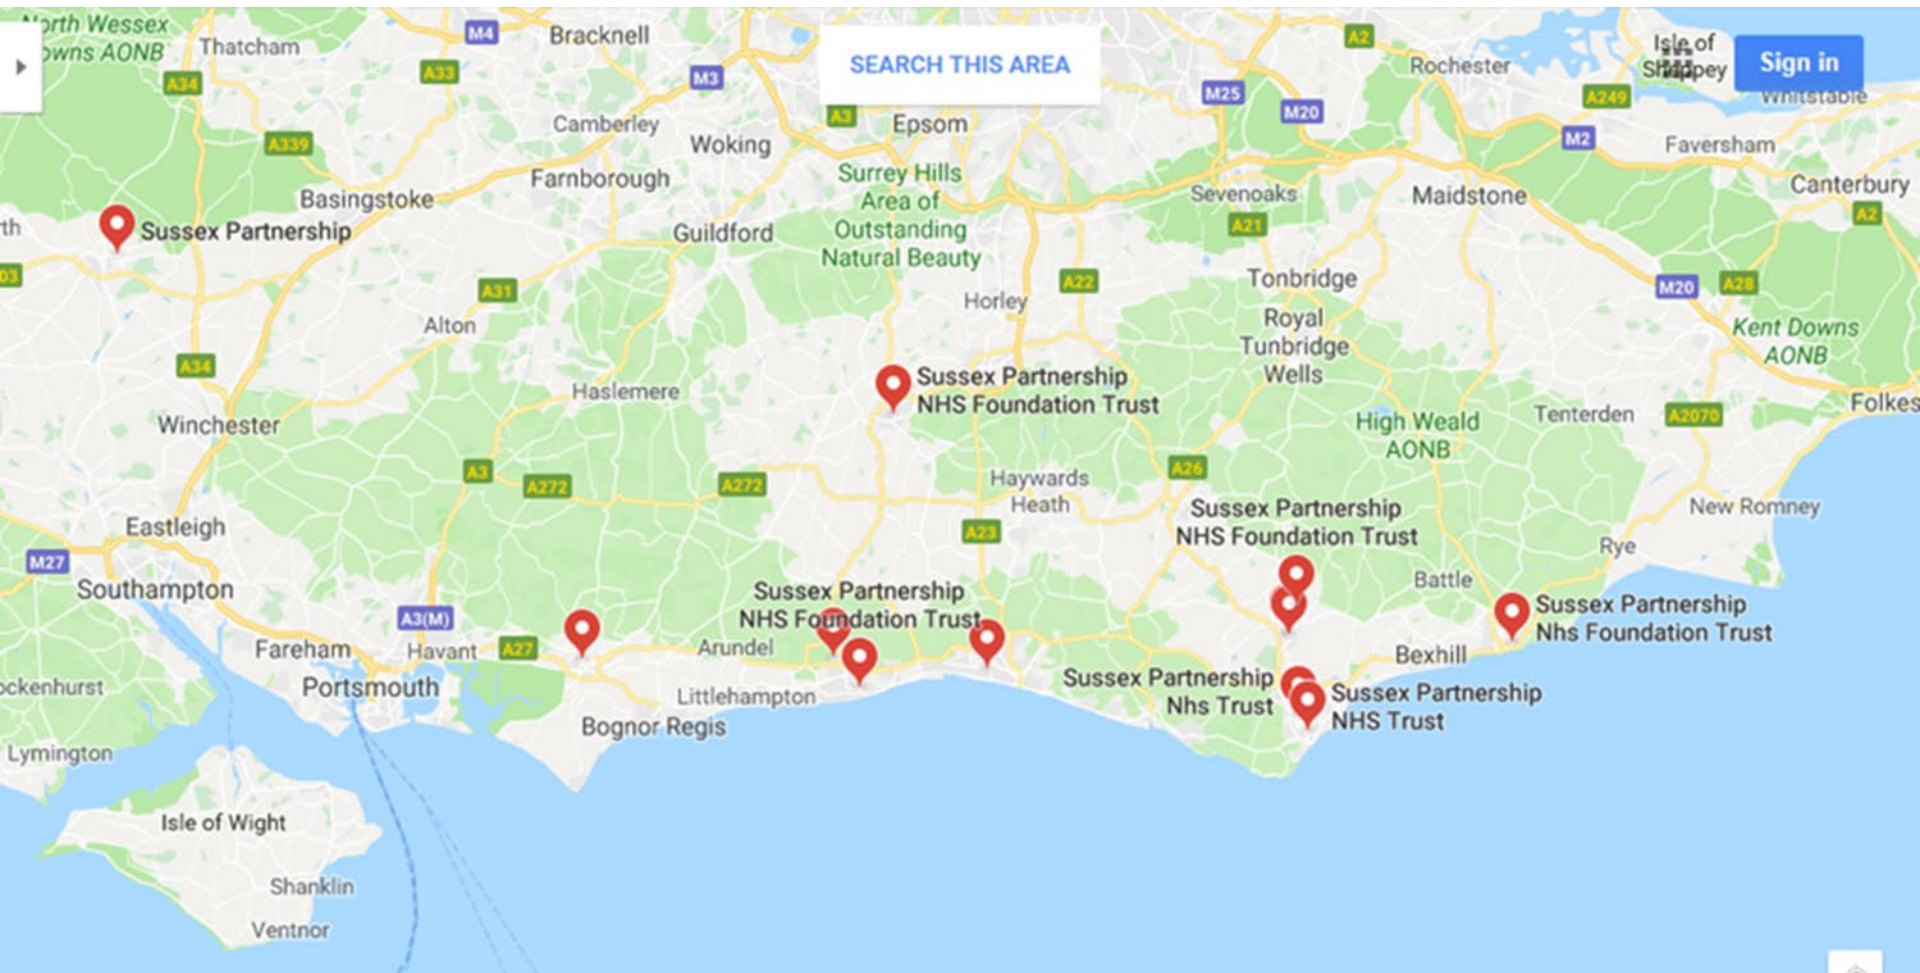 North Wessex
Downs AONB
Thatcham
M4
Bracknell
SEARCH THIS AREA
A2
Rochester
Isle of
Sheppey
Sign in
A34
A33
M3
M25
M20
A249
Whitstable
Camberley
A3
Epsom
M2
Faversham
A339
Woking
Basingstoke
Farnborough
Surrey Hills
Area of
Outstanding
Natural Beauty
Sevenoaks
Maidstone
Canterbury
A2
rth
Sussex Partnership
Guildford
A21
03
A31
Horley
A22
Tonbridge
M20
A28
Alton
Royal
Tunbridge
Wells
Kent Downs
AONB
A34
Haslemere
Sussex Partnership
NHS Foundation Trust
Winchester
High Weald
AONB
Tenterden
A2070
Folkes
A3
A272
A272
Haywards
Heath
A26
Eastleigh
A23
Sussex Partnership
NHS Foundation Trust
New Romney
M27
Rye
Southampton
Sussex Partnership
NHS Foundation Trust
Battle
Sussex Partnership
Nhs Foundation Trust
A3(M)
Fareham
Havant
A27
Arundel
Bexhill
ockenhurst
Portsmouth
Littlehampton
Sussex Partnership
Nhs Trust
Sussex Partnership
NHS Trust
Bognor Regis
Lymington
Isle of Wight
Shanklin
Ventnor